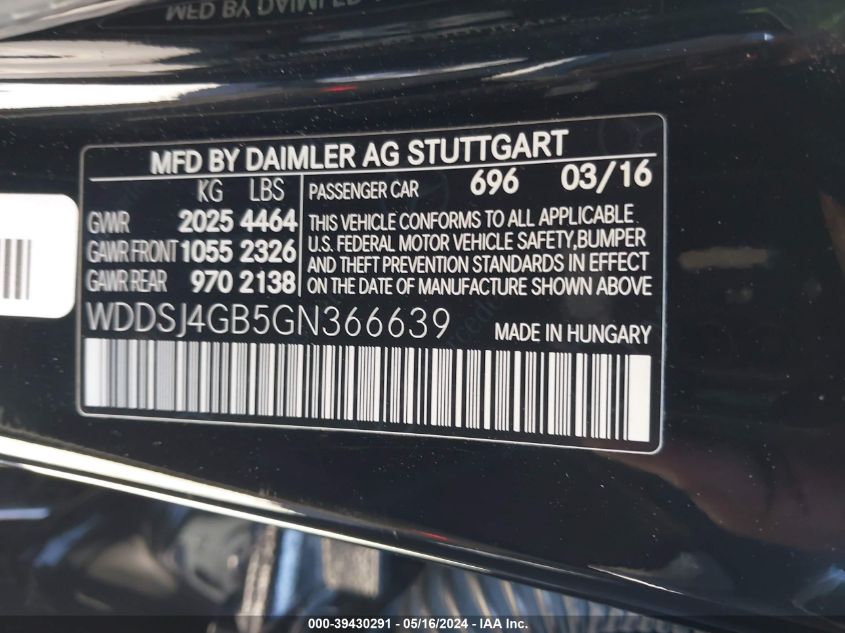 MFD BY DAIMLER AG STUTTGART
KG LBS
GVWR 2025 4464
GAWR FRONT 1055 2326
GAWR REAR 970 2138
PASSENGER CAR 696 03/16
THIS VEHICLE CONFORMS TO ALL APPLICABLE
U.S. FEDERAL MOTOR VEHICLE SAFETY,BUMPER
AND THEFT PREVENTION STANDARDS IN EFFECT
ON THE DATE OF MANUFACTURE SHOWN ABOVE
WDDSJ4GB5GN366639
MADE IN HUNGARY
000-39430291 - 05/16/2024 - IAA Inc.